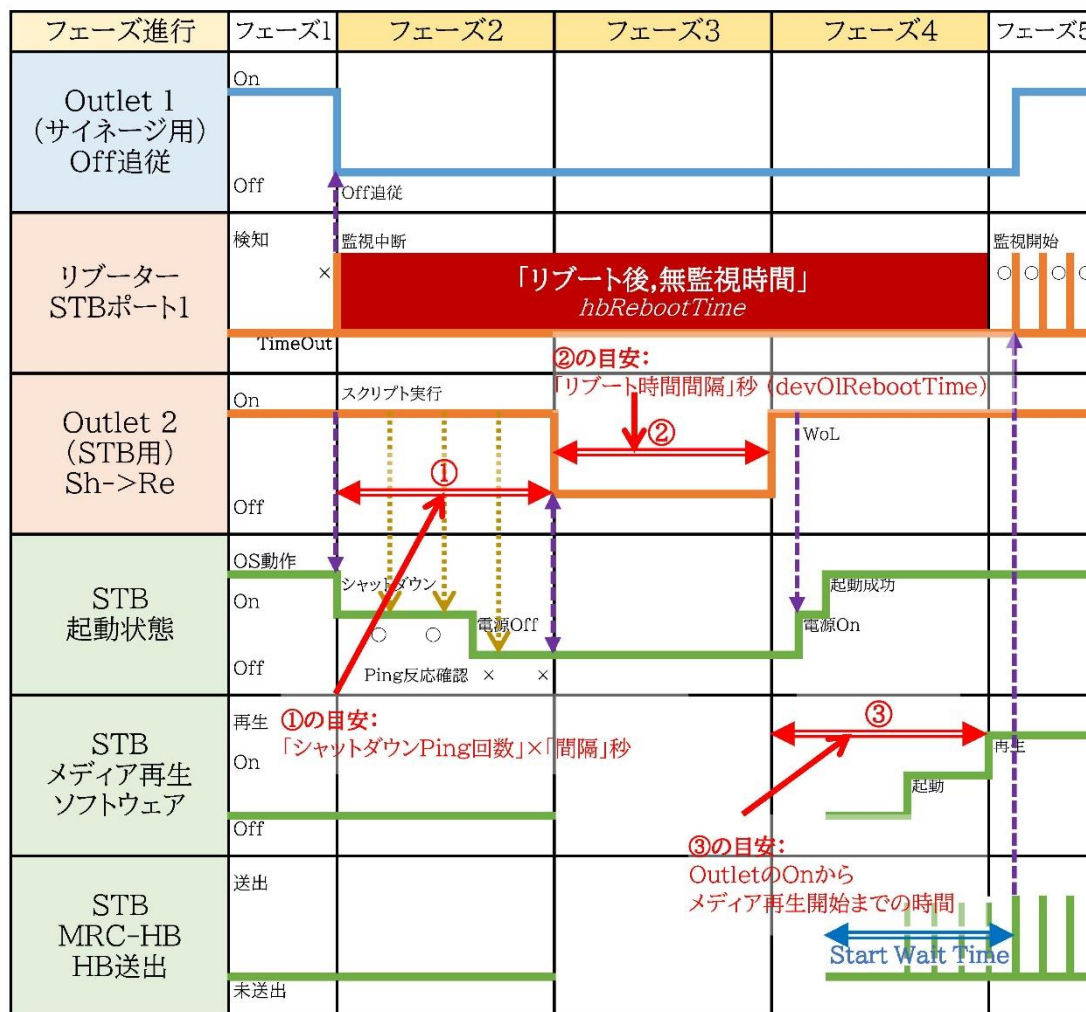 フェーズ進行
フェーズ1
フェーズ2
フェーズ3
フェーズ4
フェーズ5
Outlet 1
(サイネージ用)
Off追従
On
Off
Off追従
リブーター
STBポート1
検知
×
TimeOut
監視中断
「リブート後,無監視時間」
hbRebootTime
監視開始
○ ○ ○ ○
②の目安:
「リブート時間間隔」秒 (devOlRebootTime)
Outlet 2
(STB用)
Sh->Re
On
Off
スクリプト実行
①
②
WoL
STB
起動状態
OS動作
On
Off
シャットダウン
○ ○
電源Off
Ping反応確認 × ×
起動成功
電源On
STB
メディア再生
ソフトウェア
再生
On
Off
①の目安:
「シャットダウンPing回数」×「間隔」秒
③
再生
起動
③の目安:
OutletのOnから
メディア再生開始までの時間
STB
MRC-HB
HB送出
送出
未送出
Start Wait Time